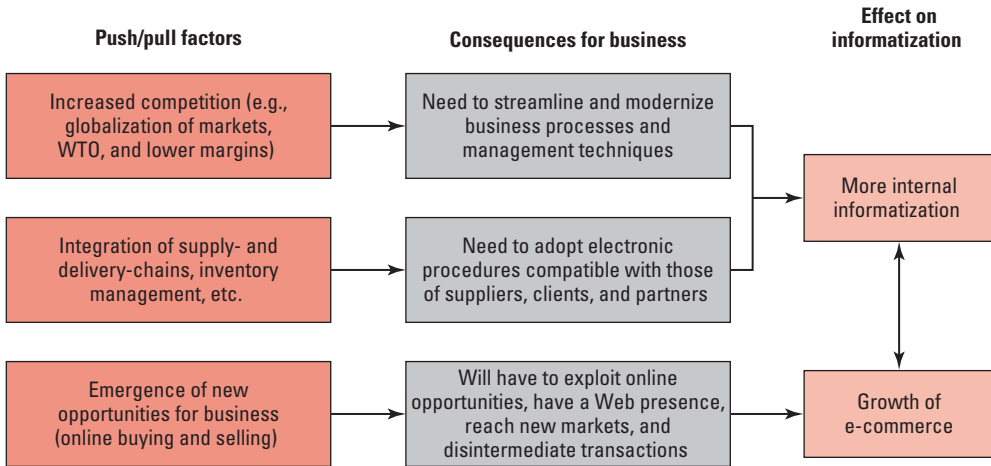 Push/pull factors
Consequences for business
Effect on
informatization
Increased competition (e.g.,
globalization of markets,
WTO, and lower margins)
Need to streamline and modernize
business processes and
management techniques
More internal
informatization
Integration of supply- and
delivery-chains, inventory
management, etc.
Need to adopt electronic
procedures compatible with those
of suppliers, clients, and partners
Emergence of new
opportunities for business
(online buying and selling)
Will have to exploit online
opportunities, have a Web presence,
reach new markets, and
disintermediate transactions
Growth of
e-commerce